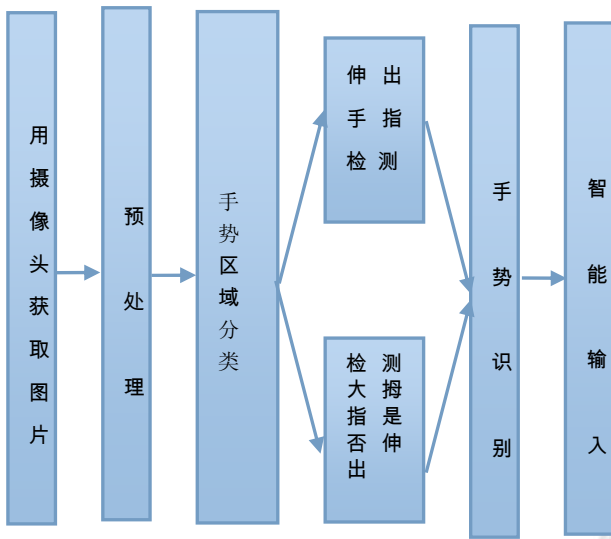 用摄像头获取图片
预处理
手势区域分类
伸出
手指
检测
检测
大拇
指是
否伸
出
手势识别
智能输入